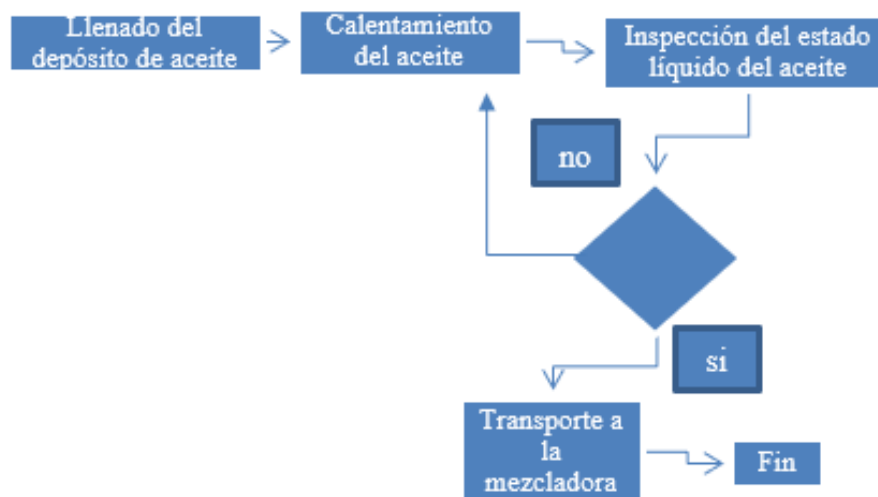 Llenado del
depósito de aceite
Calentamiento
del aceite
Inspección del estado
líquido del aceite
no
si
Transporte a
la
mezcladora
Fin